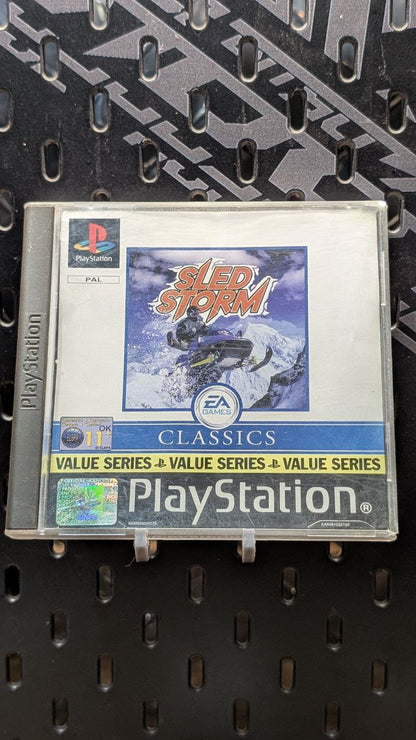 PlayStation
PlayStation
PAL
SLED
STORM
EA
GAMES
OK
11+
CLASSICS
VALUE SERIES VALUE SERIES VALUE SERIES
PlayStation®